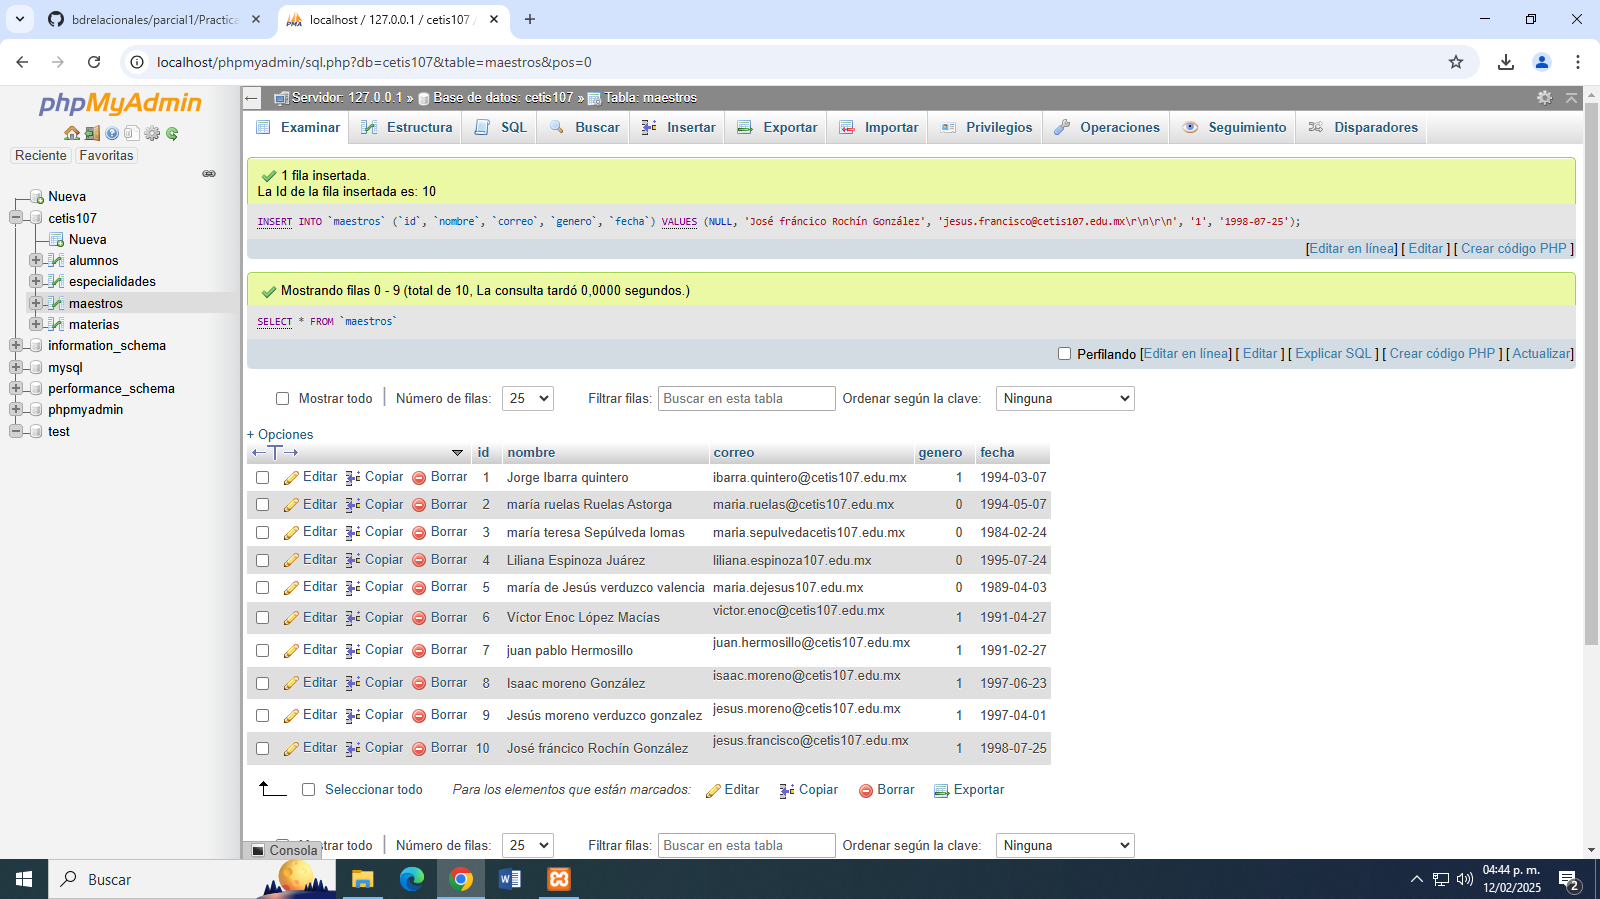 bdrelacionales/parcial1/Practica
localhost / 127.0.0.1 / cetis107 /
localhost/phpmyadmin/sql.php?db=cetis107&table=maestros&pos=0
phpMyAdmin
Reciente Favoritas
Nueva
cetis107
Nueva
alumnos
especialidades
maestros
materias
information_schema
mysql
performance_schema
phpmyadmin
test
Servidor: 127.0.0.1 » Base de datos: cetis107 » Tabla: maestros
Examinar Estructura SQL Buscar Insertar Exportar Importar Privilegios Operaciones Seguimiento Disparadores
1 fila insertada.
La Id de la fila insertada es: 10
INSERT INTO `maestros` (`id`, `nombre`, `correo`, `genero`, `fecha`) VALUES (NULL, 'José fráncico Rochín González', 'jesus.francisco@cetis107.edu.mx\r\n\r\n', '1', '1998-07-25');
[Editar en línea] [ Editar ] [ Crear código PHP ]
Mostrando filas 0 - 9 (total de 10, La consulta tardó 0,0000 segundos.)
SELECT * FROM `maestros`
Perfilando [Editar en línea] [ Editar ] [ Explicar SQL ] [ Crear código PHP ] [ Actualizar]
Mostrar todo Número de filas: 25 Filtrar filas: Buscar en esta tabla Ordenar según la clave: Ninguna
+ Opciones
←T→ id nombre correo genero fecha
Editar Copiar Borrar 1 Jorge Ibarra quintero ibarra.quintero@cetis107.edu.mx 1 1994-03-07
Editar Copiar Borrar 2 maría ruelas Ruelas Astorga maria.ruelas@cetis107.edu.mx 0 1994-05-07
Editar Copiar Borrar 3 maría teresa Sepúlveda lomas maria.sepulvedacetis107.edu.mx 0 1984-02-24
Editar Copiar Borrar 4 Liliana Espinoza Juárez liliana.espinoza107.edu.mx 0 1995-07-24
Editar Copiar Borrar 5 maría de Jesús verduzco valencia maria.dejesus107.edu.mx 0 1989-04-03
Editar Copiar Borrar 6 Víctor Enoc López Macías victor.enoc@cetis107.edu.mx 1 1991-04-27
Editar Copiar Borrar 7 juan pablo Hermosillo juan.hermosillo@cetis107.edu.mx 1 1991-02-27
Editar Copiar Borrar 8 Isaac moreno González isaac.moreno@cetis107.edu.mx 1 1997-06-23
Editar Copiar Borrar 9 Jesús moreno verduzco gonzalez jesus.moreno@cetis107.edu.mx 1 1997-04-01
Editar Copiar Borrar 10 José fráncico Rochín González jesus.francisco@cetis107.edu.mx 1 1998-07-25
Seleccionar todo Para los elementos que están marcados: Editar Copiar Borrar Exportar
todo Número de filas: 25 Filtrar filas: Buscar en esta tabla Ordenar según la clave: Ninguna
Consola
Buscar
04:44 p. m.
12/02/2025
2